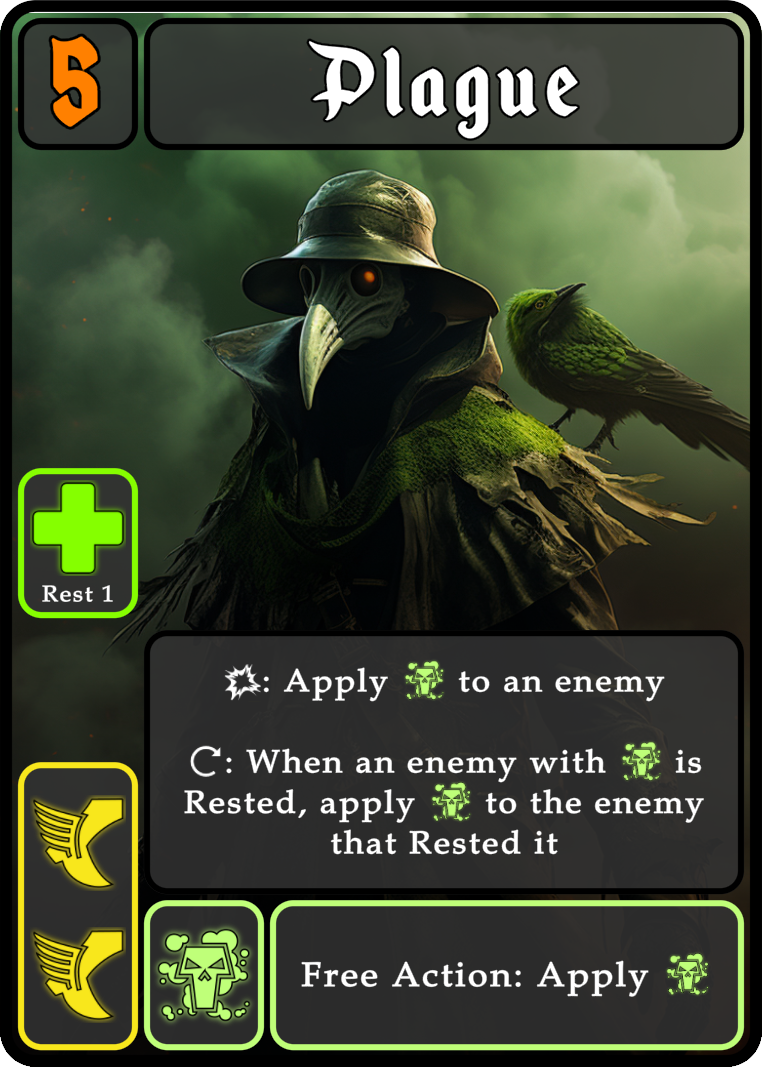 5
Plague
Rest 1
: Apply to an enemy
: When an enemy with is
Rested, apply to the enemy
that Rested it
Free Action: Apply